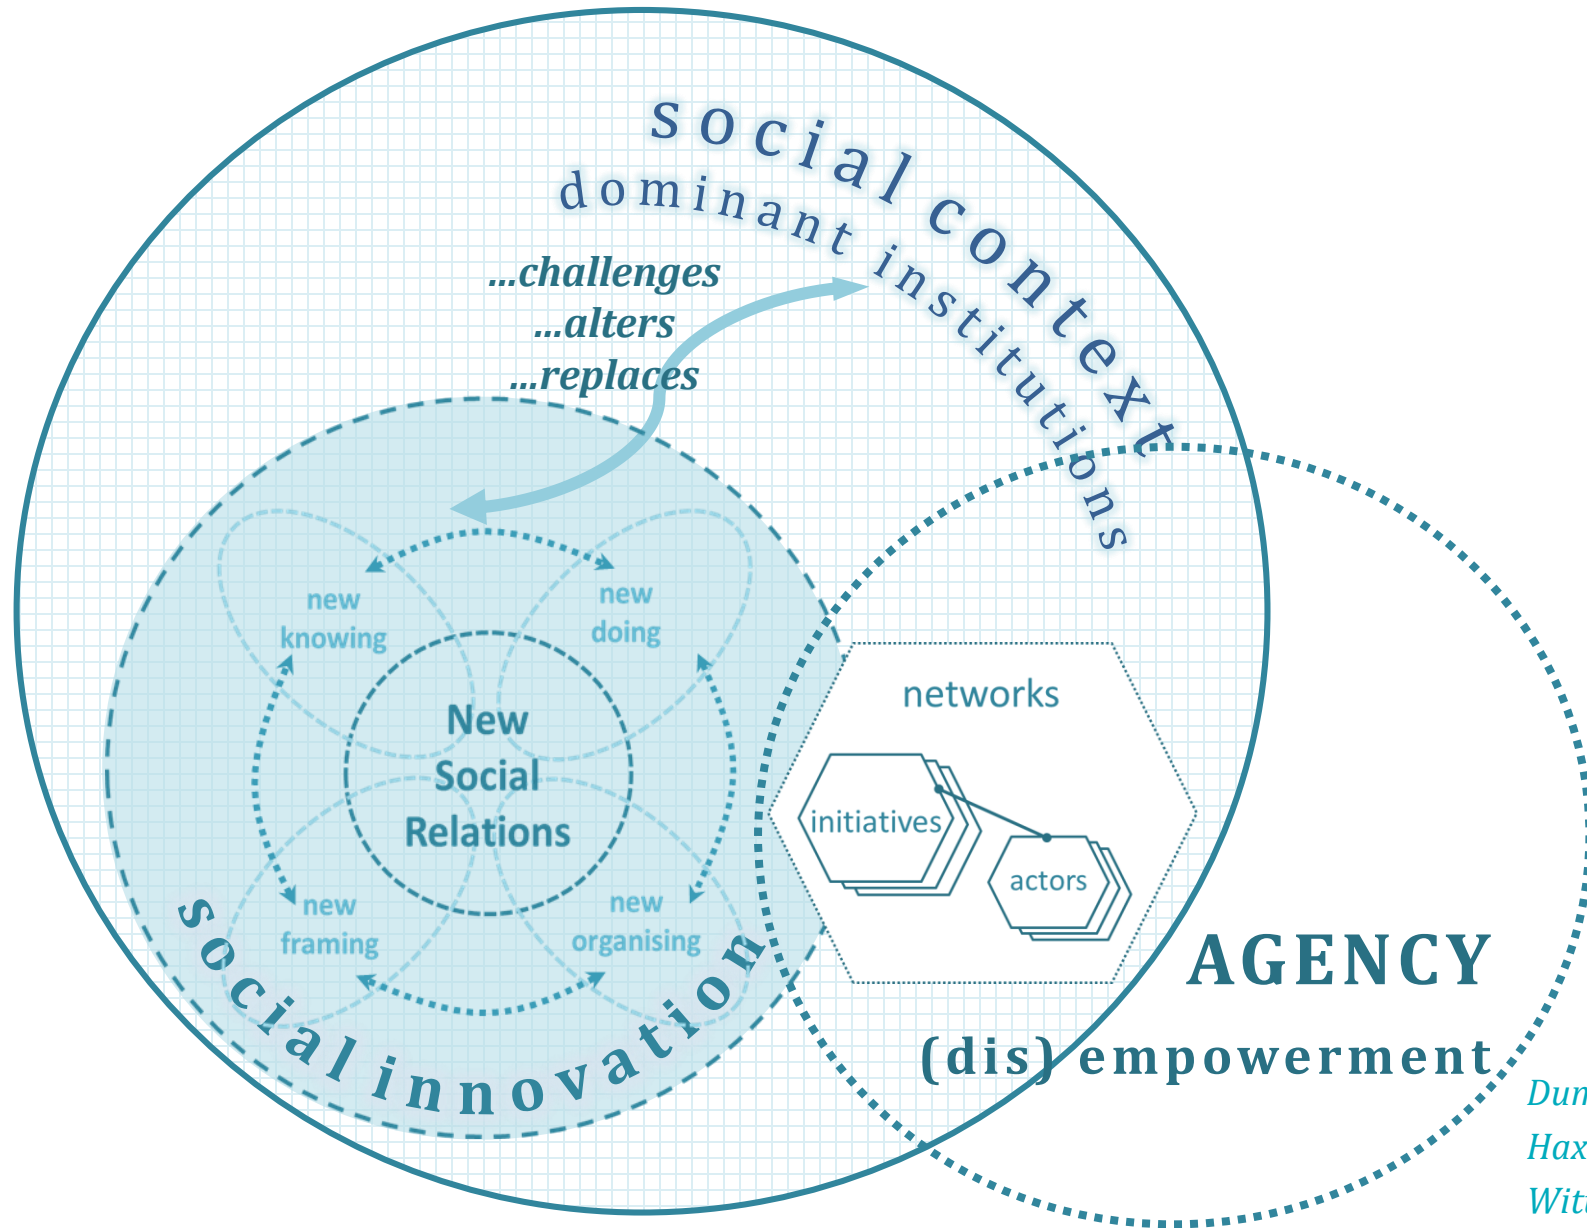 social context
dominant institutions
...challenges
...alters
...replaces
new
knowing
new
doing
New
Social
Relations
new
framing
new
organising
social innovation
networks
initiatives
actors
AGENCY
(dis) empowerment